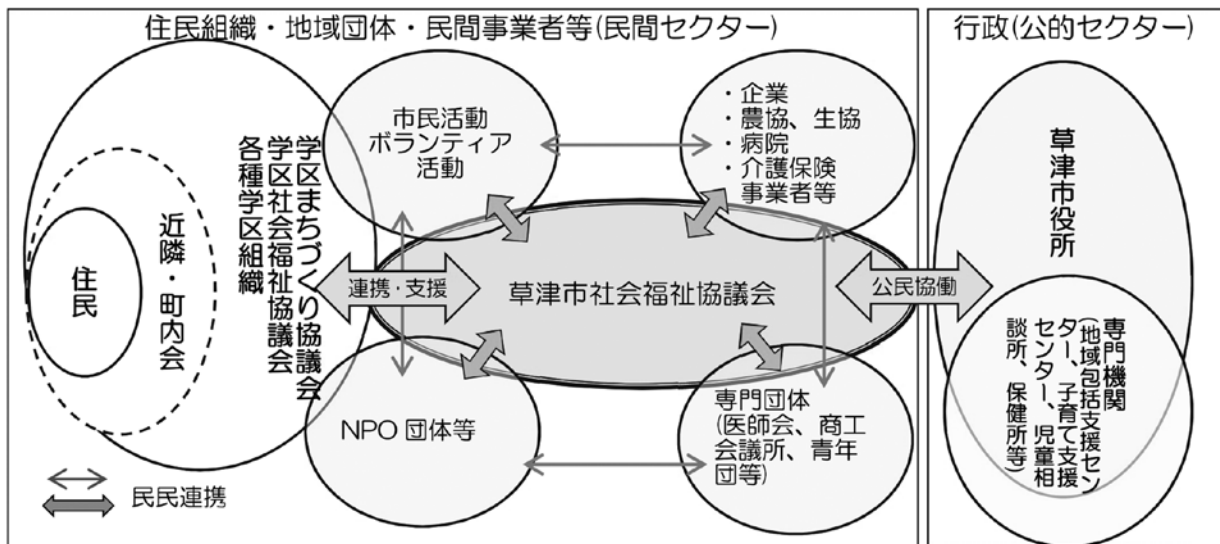 住民組織・地域団体・民間事業者等(民間セクター)
行政(公的セクター)
住民
近隣・町内会
学区まちづくり協議会
学区社会福祉協議会
各種学区組織
市民活動
ボランティア
活動
・企業
・農協、生協
・病院
・介護保険
事業者等
連携・支援
草津市社会福祉協議会
公民協働
NPO 団体等
専門団体
(医師会、商工
会議所、青年
団等)
草津市役所
専門機関
(地域包括支援セン
ター、子育て支援
センター、児童相
談所、保健所等)
民民連携